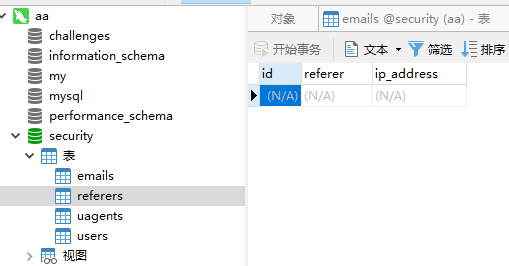 aa
challenges
information_schema
my
mysql
performance_schema
security
表
emails
referers
uagents
users
视图
对象
emails @security (aa) - 表
开始事务 文本 筛选 排序
id referer ip_address
(N/A) (N/A) (N/A)